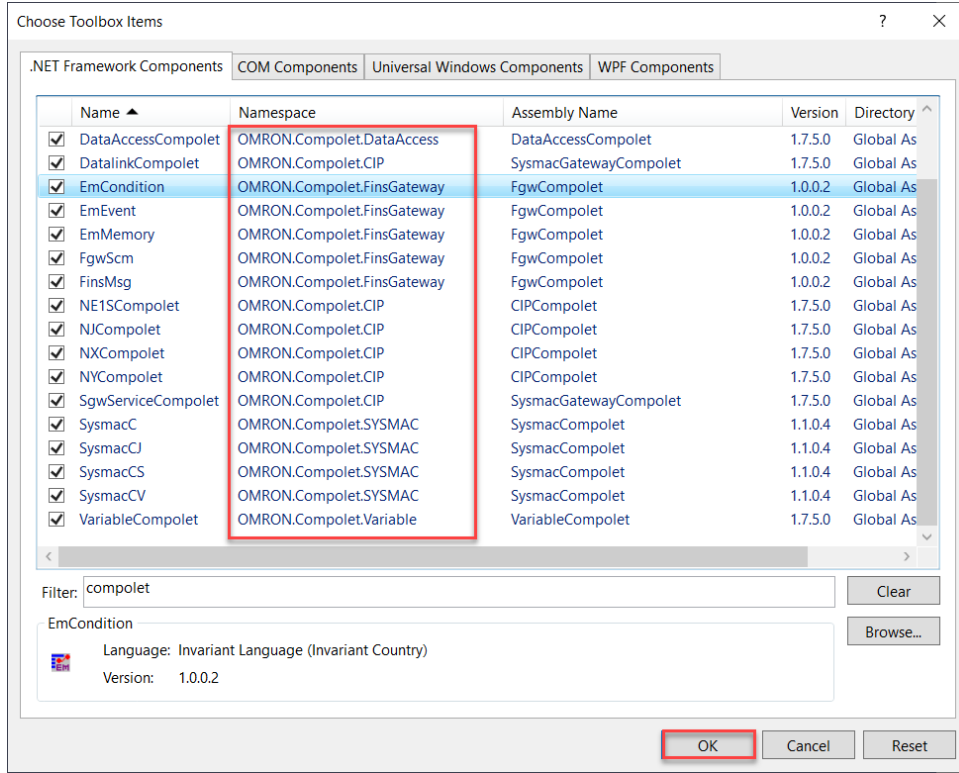 Choose Toolbox Items ? ×
.NET Framework Components COM Components Universal Windows Components WPF Components
Name Namespace Assembly Name Version Directory
DataAccessCompolet OMRON.Compolet.DataAccess DataAccessCompolet 1.7.5.0 Global As
DatalinkCompolet OMRON.Compolet.CIP SysmacGatewayCompolet 1.7.5.0 Global As
EmCondition OMRON.Compolet.FinsGateway FgwCompolet 1.0.0.2 Global As
EmEvent OMRON.Compolet.FinsGateway FgwCompolet 1.0.0.2 Global As
EmMemory OMRON.Compolet.FinsGateway FgwCompolet 1.0.0.2 Global As
FgwScm OMRON.Compolet.FinsGateway FgwCompolet 1.0.0.2 Global As
FinsMsg OMRON.Compolet.FinsGateway FgwCompolet 1.0.0.2 Global As
NE1SCompolet OMRON.Compolet.CIP CIPCompolet 1.7.5.0 Global As
NJCompolet OMRON.Compolet.CIP CIPCompolet 1.7.5.0 Global As
NXCompolet OMRON.Compolet.CIP CIPCompolet 1.7.5.0 Global As
NYCompolet OMRON.Compolet.CIP CIPCompolet 1.7.5.0 Global As
SgwServiceCompolet OMRON.Compolet.CIP SysmacGatewayCompolet 1.7.5.0 Global As
SysmacC OMRON.Compolet.SYSMAC SysmacCompolet 1.1.0.4 Global As
SysmacCJ OMRON.Compolet.SYSMAC SysmacCompolet 1.1.0.4 Global As
SysmacCS OMRON.Compolet.SYSMAC SysmacCompolet 1.1.0.4 Global As
SysmacCV OMRON.Compolet.SYSMAC SysmacCompolet 1.1.0.4 Global As
VariableCompolet OMRON.Compolet.Variable VariableCompolet 1.7.5.0 Global As
Filter: compolet Clear
EmCondition Browse...
EM Language: Invariant Language (Invariant Country)
Version: 1.0.0.2
OK Cancel Reset